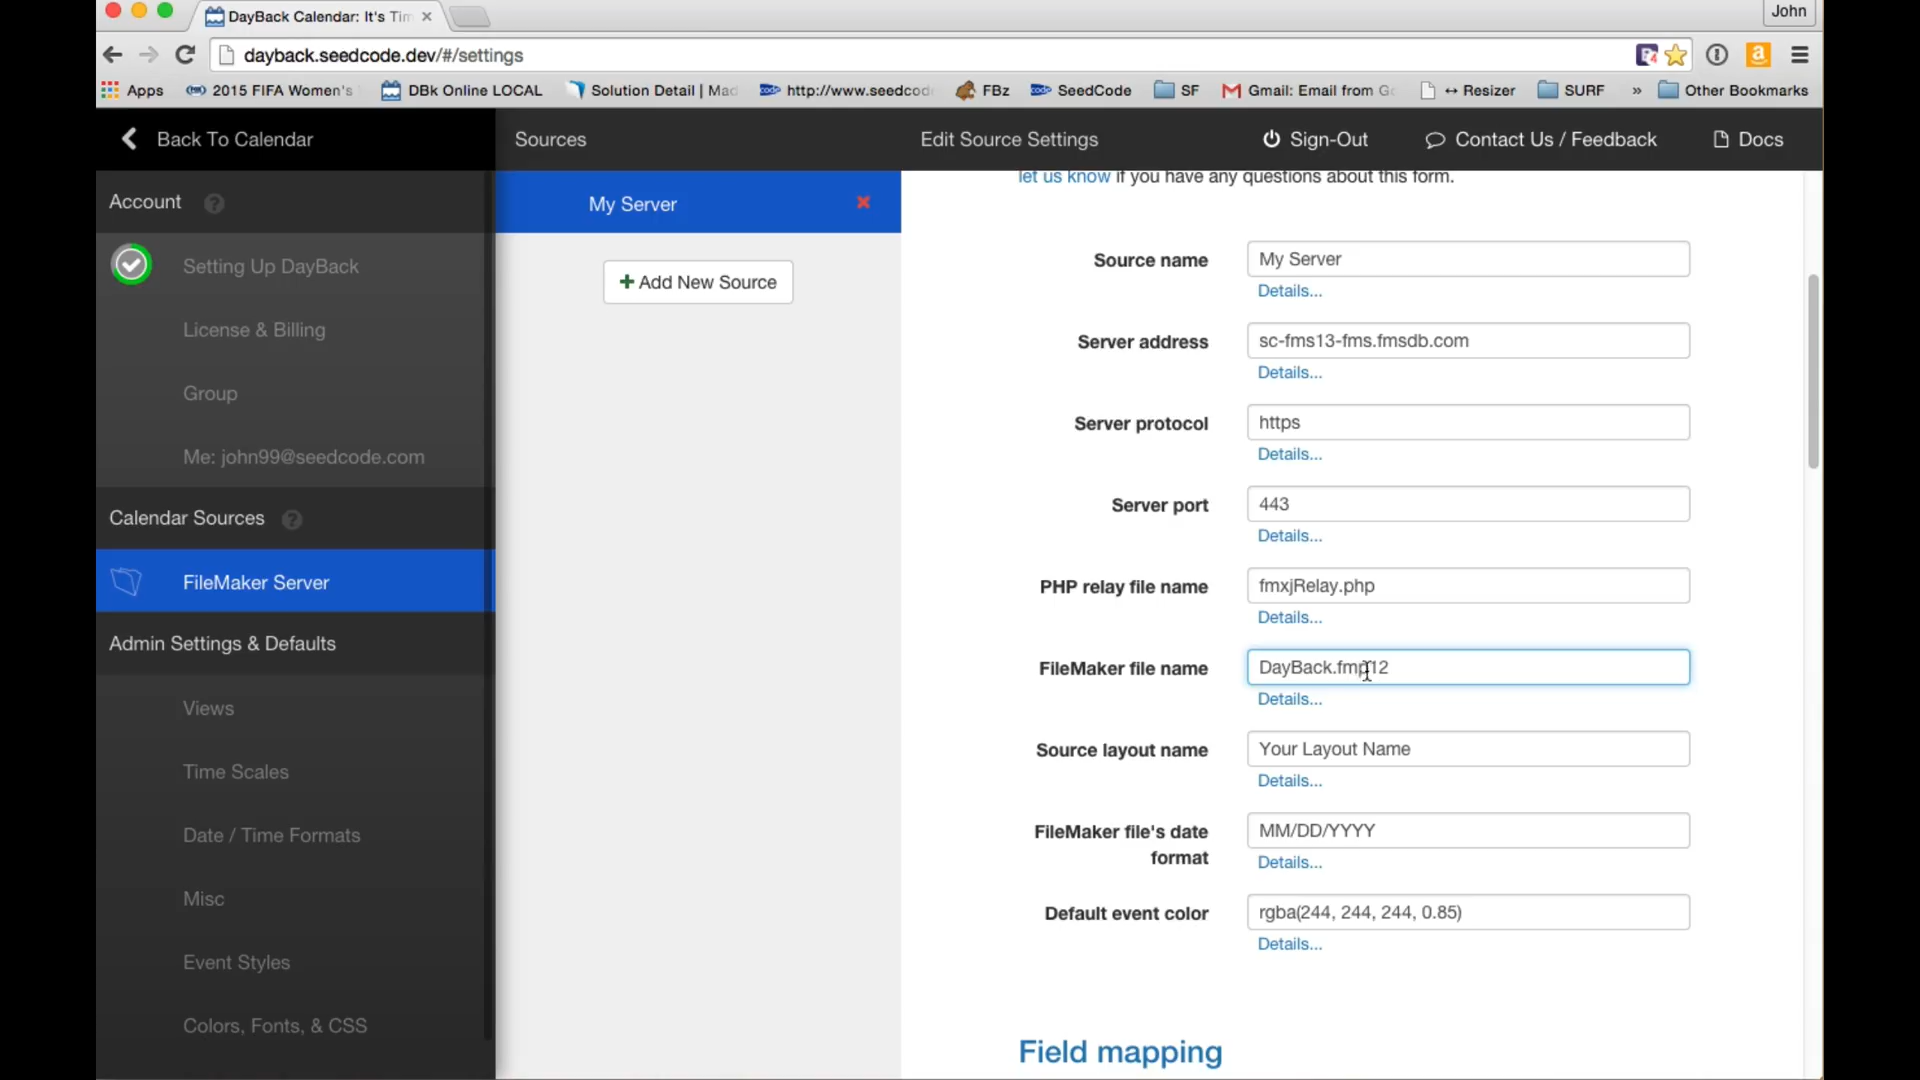 DayBack Calendar: It's Tim
John
dayback.seedcode.dev/#/settings
Apps
2015 FIFA Women's
DBk Online LOCAL
Solution Detail | Mad
http://www.seedcod
FBz
SeedCode
SF
Gmail: Email from Go
↔ Resizer
SURF
»
Other Bookmarks
Back To Calendar
Sources
Edit Source Settings
Sign-Out
Contact Us / Feedback
Docs
Account
Setting Up DayBack
License & Billing
Group
Me: john99@seedcode.com
Calendar Sources
FileMaker Server
Admin Settings & Defaults
Views
Time Scales
Date / Time Formats
Misc
Event Styles
Colors, Fonts, & CSS
My Server
Add New Source
let us know if you have any questions about this form.
Source name
My Server
Details...
Server address
sc-fms13-fms.fmsdb.com
Details...
Server protocol
https
Details...
Server port
443
Details...
PHP relay file name
fmxjRelay.php
Details...
FileMaker file name
DayBack.fmp12
Details...
Source layout name
Your Layout Name
Details...
FileMaker file's date
format
MM/DD/YYYY
Details...
Default event color
rgba(244, 244, 244, 0.85)
Details...
Field mapping